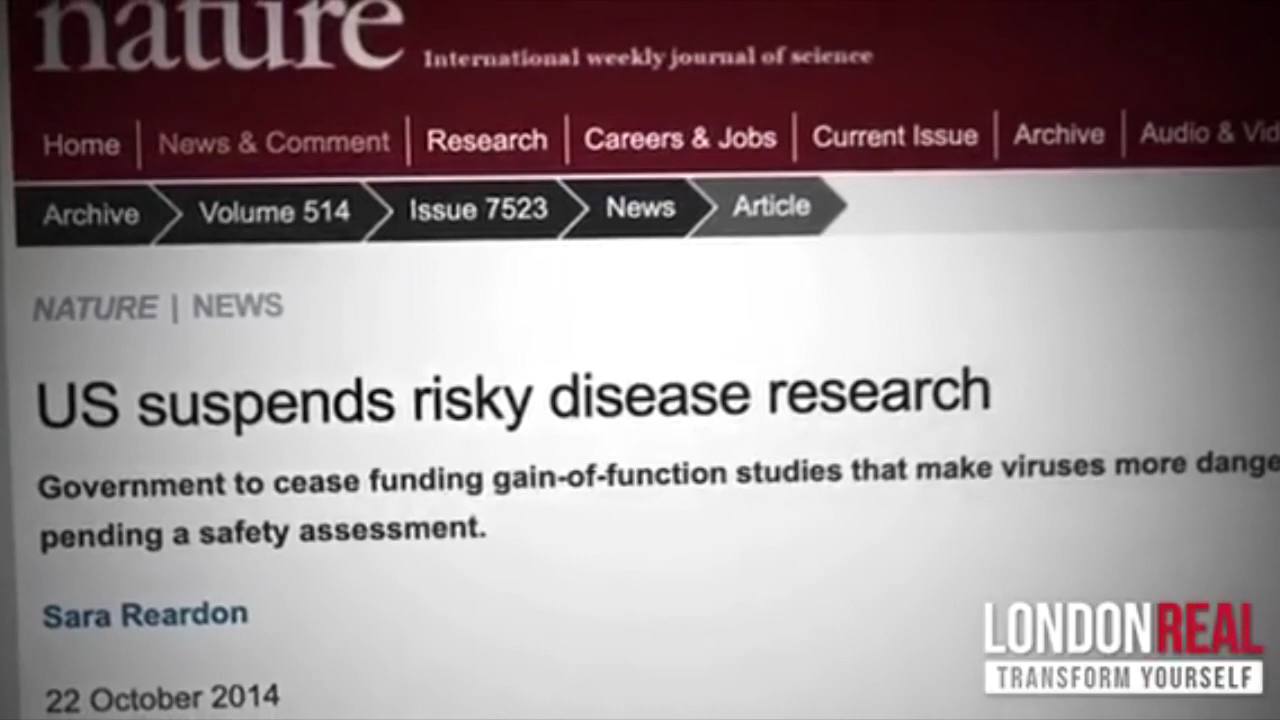 nature International weekly journal of science
Home News & Comment Research Careers & Jobs Current Issue Archive Audio &
Archive Volume 514 Issue 7523 News Article
NATURE | NEWS
US suspends risky disease research
Government to cease funding gain-of-function studies that make viruses more
pending a safety assessment.
Sara Reardon
22 October 2014
LONDONREAL
TRANSFORM YOURSELF